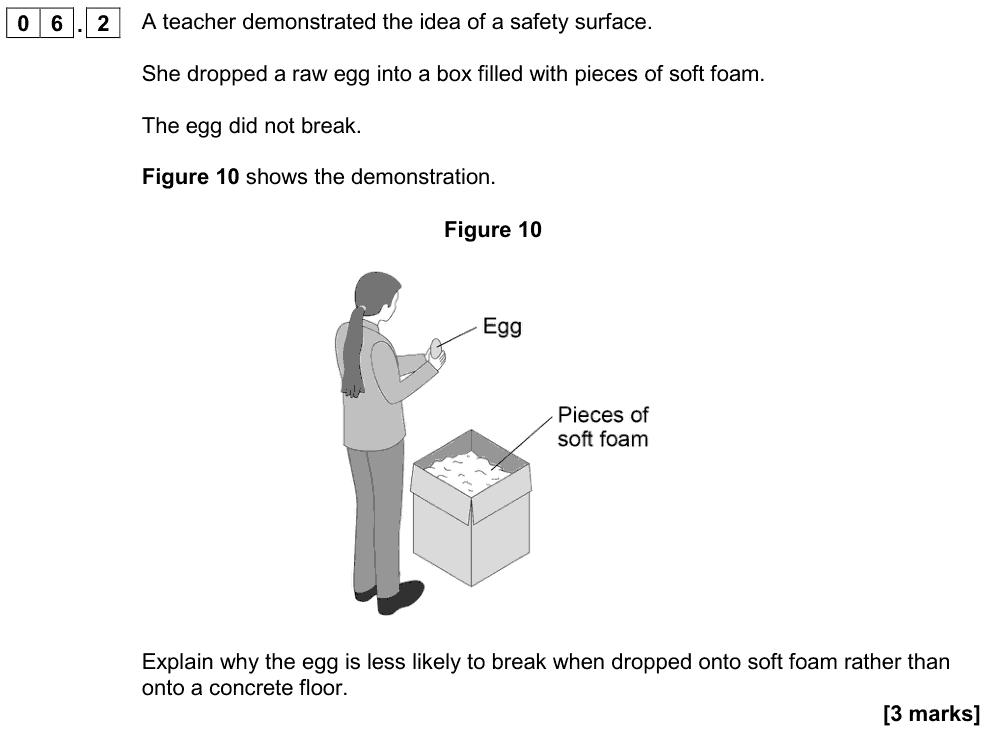 06.2 A teacher demonstrated the idea of a safety surface.
She dropped a raw egg into a box filled with pieces of soft foam.
The egg did not break.
Figure 10 shows the demonstration.
Figure 10
Egg
Pieces of
soft foam
Explain why the egg is less likely to break when dropped onto soft foam rather than
onto a concrete floor.
[3 marks]